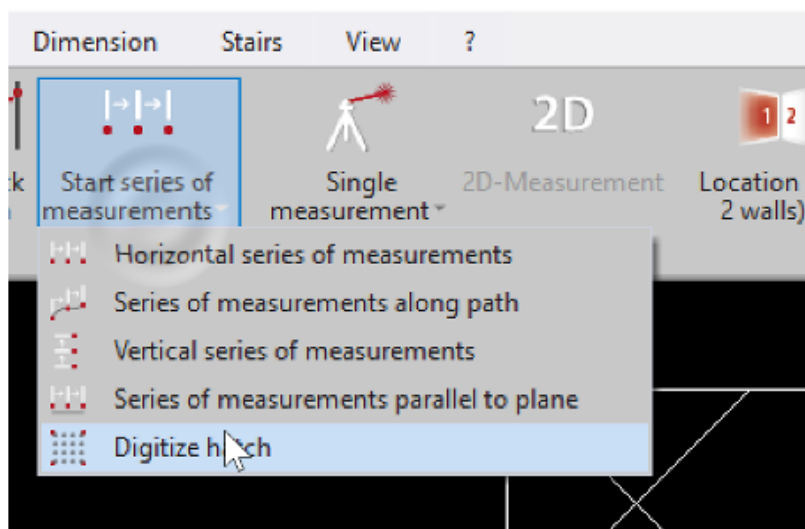 Dimension Stairs View ?
k Start series of Single 2D-Measurement Location
measurements measurement 2 walls)
2D
1 2
Horizontal series of measurements
Series of measurements along path
Vertical series of measurements
Series of measurements parallel to plane
Digitize hatch